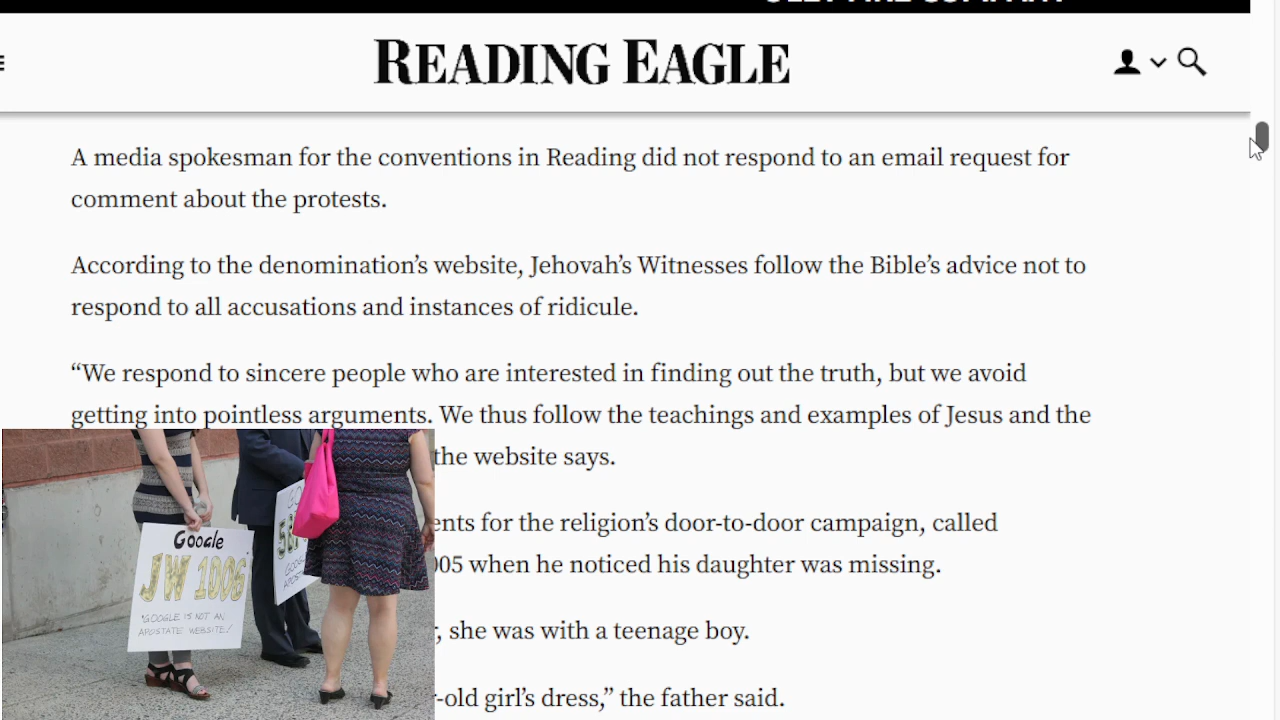 READING EAGLE
A media spokesman for the conventions in Reading did not respond to an email request for
comment about the protests.
According to the denomination’s website, Jehovah’s Witnesses follow the Bible’s advice not to
respond to all accusations and instances of ridicule.
“We respond to sincere people who are interested in finding out the truth, but we avoid
getting into pointless arguments. We thus follow the teachings and examples of Jesus and the
the website says.
ents for the religion’s door-to-door campaign, called
005 when he noticed his daughter was missing.
, she was with a teenage boy.
-old girl’s dress,” the father said.
Google
JW 1006
"GOOGLE IS NOT AN
APOSTATE WEBSITE!